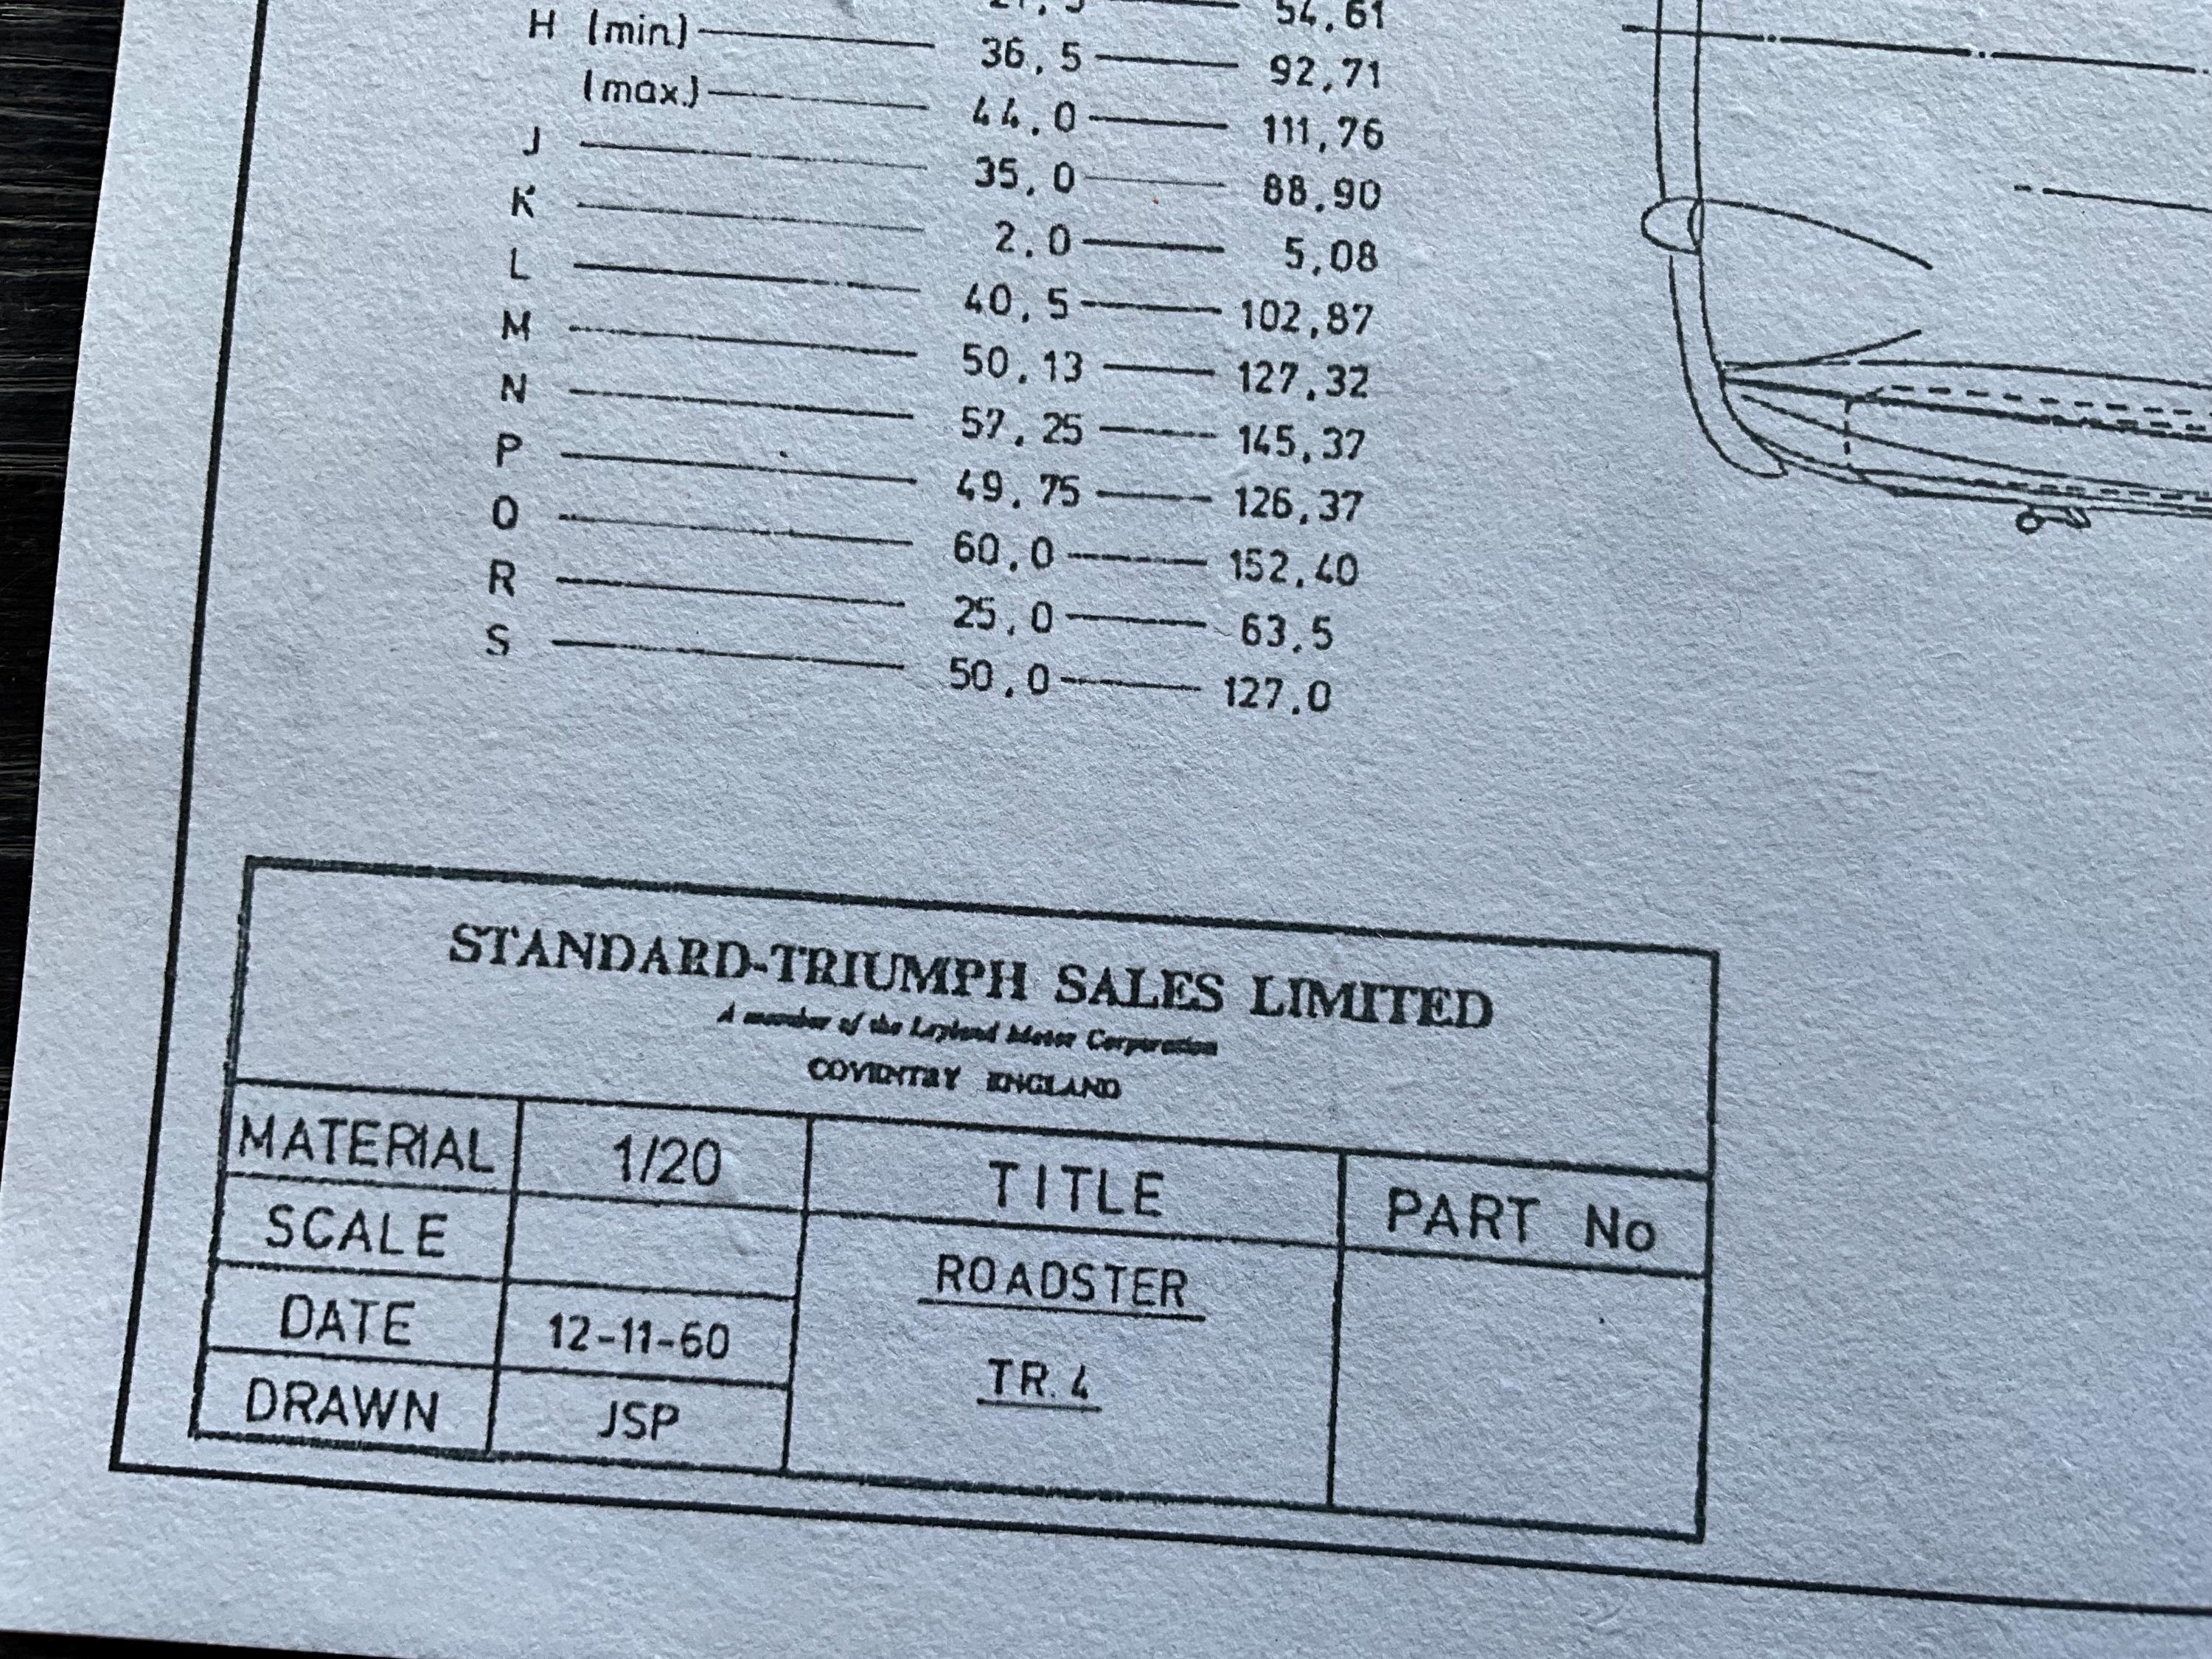 54,61
H (min) 36,5 92,71
(max.) 44,0 111,76
J 35,0 88,90
K 2,0 5,08
L 40,5 102,87
M 50,13 127,32
N 57,25 145,37
P 49,75 126,37
O 60,0 152,40
R 25,0 63,5
S 50,0 127,0
STANDARD-TRIUMPH SALES LIMITED
A member of the Leyland Motor Corporation
COVENTRY ENGLAND
MATERIAL 1/20 TITLE PART No
SCALE ROADSTER
DATE 12-11-60 TR.4
DRAWN JSP